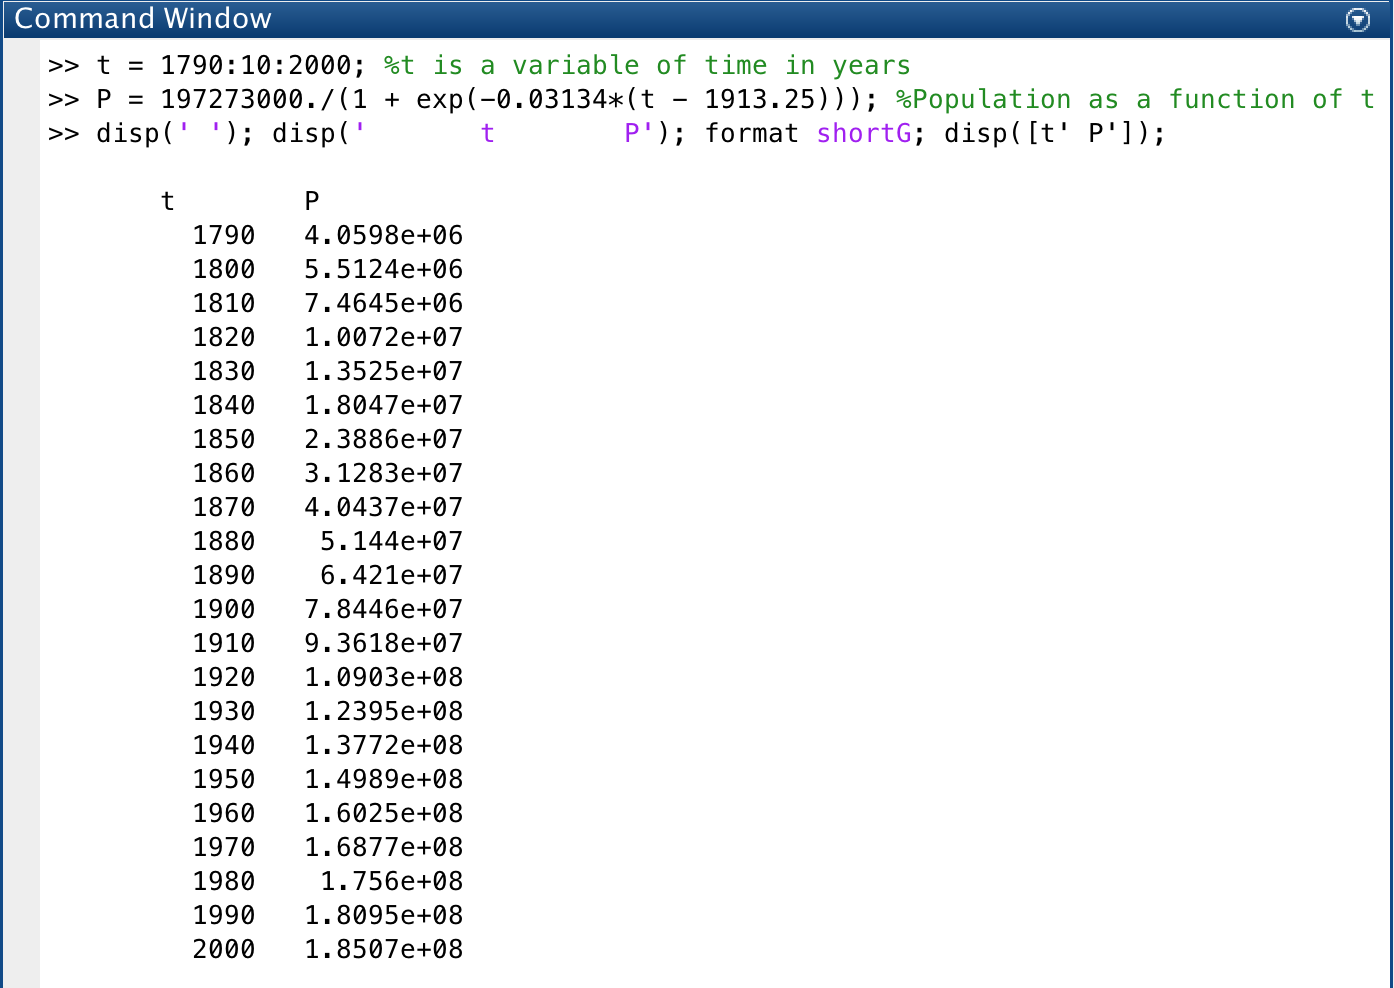 Command Window
>> t = 1790:10:2000; %t is a variable of time in years
>> P = 197273000./(1 + exp(-0.03134*(t - 1913.25))); %Population as a function of t
>> disp(' '); disp('       t        P'); format shortG; disp([t' P']);
t        P
1790   4.0598e+06
1800   5.5124e+06
1810   7.4645e+06
1820   1.0072e+07
1830   1.3525e+07
1840   1.8047e+07
1850   2.3886e+07
1860   3.1283e+07
1870   4.0437e+07
1880    5.144e+07
1890    6.421e+07
1900   7.8446e+07
1910   9.3618e+07
1920   1.0903e+08
1930   1.2395e+08
1940   1.3772e+08
1950   1.4989e+08
1960   1.6025e+08
1970   1.6877e+08
1980    1.756e+08
1990   1.8095e+08
2000   1.8507e+08